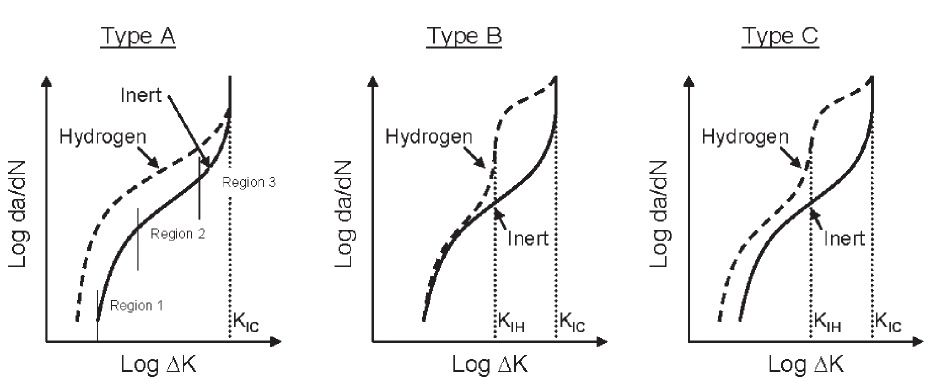 Type A
Inert
Hydrogen
Region 3
Region 2
Region 1
K_IC
Log da/dN
Log ΔK
Type B
Hydrogen
Inert
K_IH
K_IC
Log da/dN
Log ΔK
Type C
Hydrogen
Inert
K_IH
K_IC
Log da/dN
Log ΔK